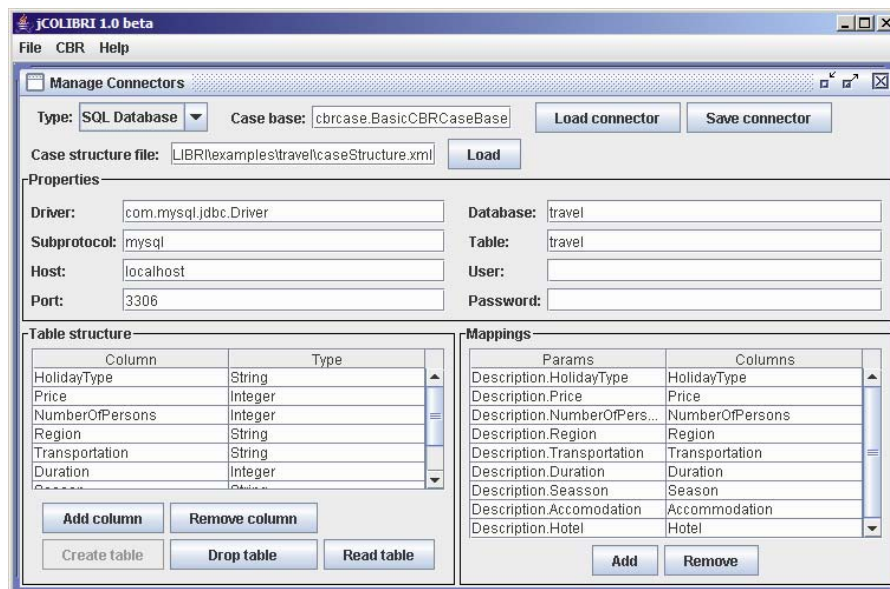 jCOLIBRI 1.0 beta
File CBR Help
Manage Connectors
Type: SQL Database Case base: cbrcase.BasicCBRCaseBase Load connector Save connector
Case structure file: LIBRI\examples\travel\caseStructure.xml Load
Properties
Driver: com.mysql.jdbc.Driver Database: travel
Subprotocol: mysql Table: travel
Host: localhost User:
Port: 3306 Password:
Table structure
Column Type
HolidayType String
Price Integer
NumberOfPersons Integer
Region String
Transportation String
Duration Integer
Add column Remove column
Create table Drop table Read table
Mappings
Params Columns
Description.HolidayType HolidayType
Description.Price Price
Description.NumberOfPers... NumberOfPersons
Description.Region Region
Description.Transportation Transportation
Description.Duration Duration
Description.Seasson Season
Description.Accomodation Accommodation
Description.Hotel Hotel
Add Remove